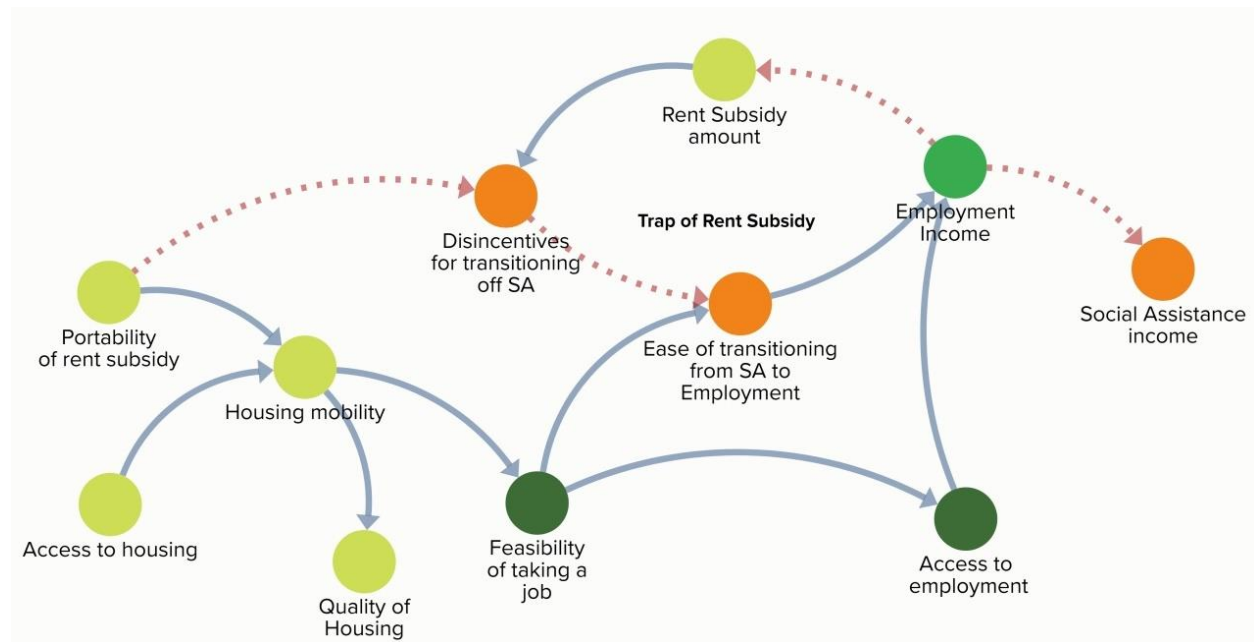 Rent Subsidy
amount
Employment
Income
Trap of Rent Subsidy
Disincentives
for transitioning
off SA
Social Assistance
income
Portability
of rent subsidy
Ease of transitioning
from SA to
Employment
Housing mobility
Access to housing
Feasibility
of taking a
job
Access to
employment
Quality of
Housing